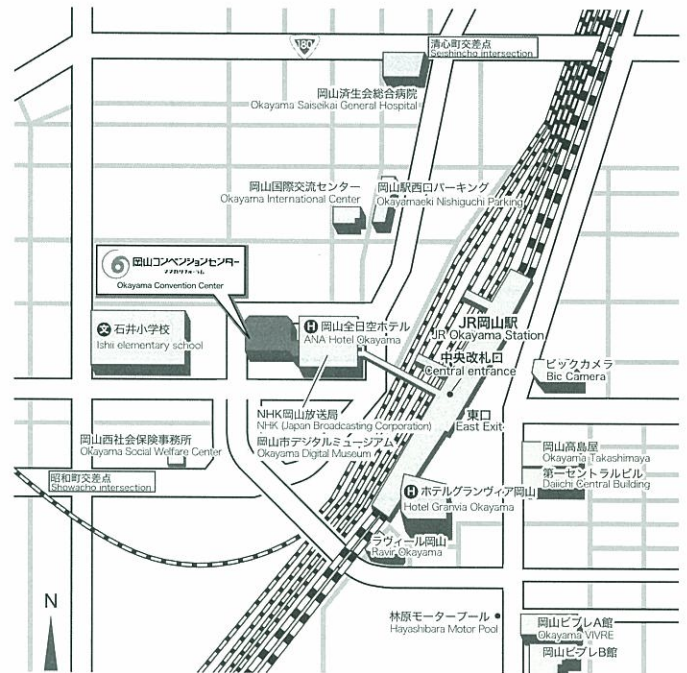 180
清心町交差点
Seishincho intersection
岡山済生会総合病院
Okayama Saiseikai General Hospital
岡山国際交流センター
Okayama International Center
岡山駅西口パーキング
Okayamaeki Nishiguchi Parking
岡山コンベンションセンター
ママカリフォーラム
Okayama Convention Center
文 石井小学校
Ishii elementary school
H 岡山全日空ホテル
ANA Hotel Okayama
JR岡山駅
JR Okayama Station
中央改札口
Central entrance
ビックカメラ
Bic Camera
NHK岡山放送局
NHK (Japan Broadcasting Corporation)
岡山市デジタルミュージアム
Okayama Digital Museum
東口
East Exit
岡山西社会保険事務所
Okayama Social Welfare Center
岡山高島屋
Okayama Takashimaya
第一セントラルビル
Daiichi Central Building
昭和町交差点
Showacho intersection
H ホテルグランヴィア岡山
Hotel Granvia Okayama
ラヴィール岡山
Ravir Okayama
N
林原モータープール
Hayashibara Motor Pool
岡山ビブレA館
Okayama VIVRE
岡山ビブレB館